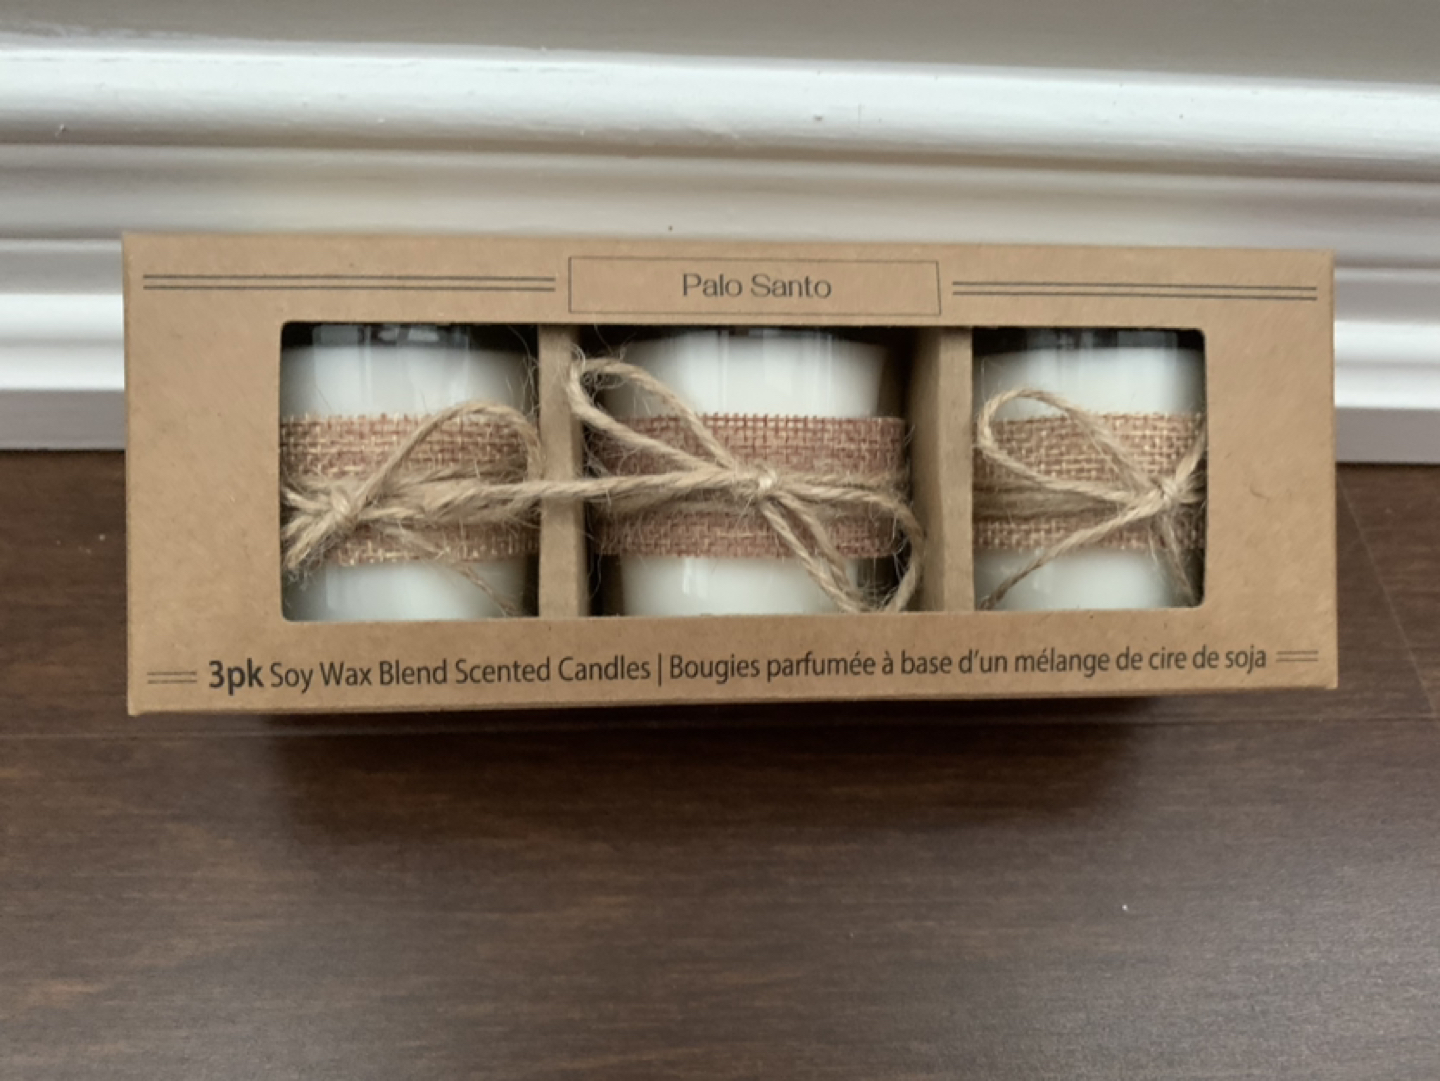 Palo Santo
3pk Soy Wax Blend Scented Candles | Bougies parfumée à base d'un mélange de cire de soja